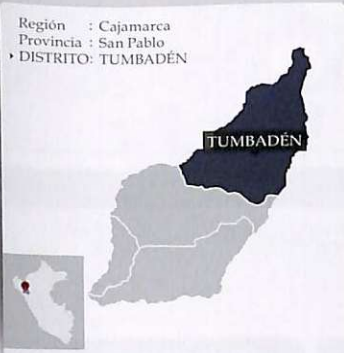 Región : Cajamarca
Provincia : San Pablo
‣ DISTRITO: TUMBADÉN
TUMBADÉN